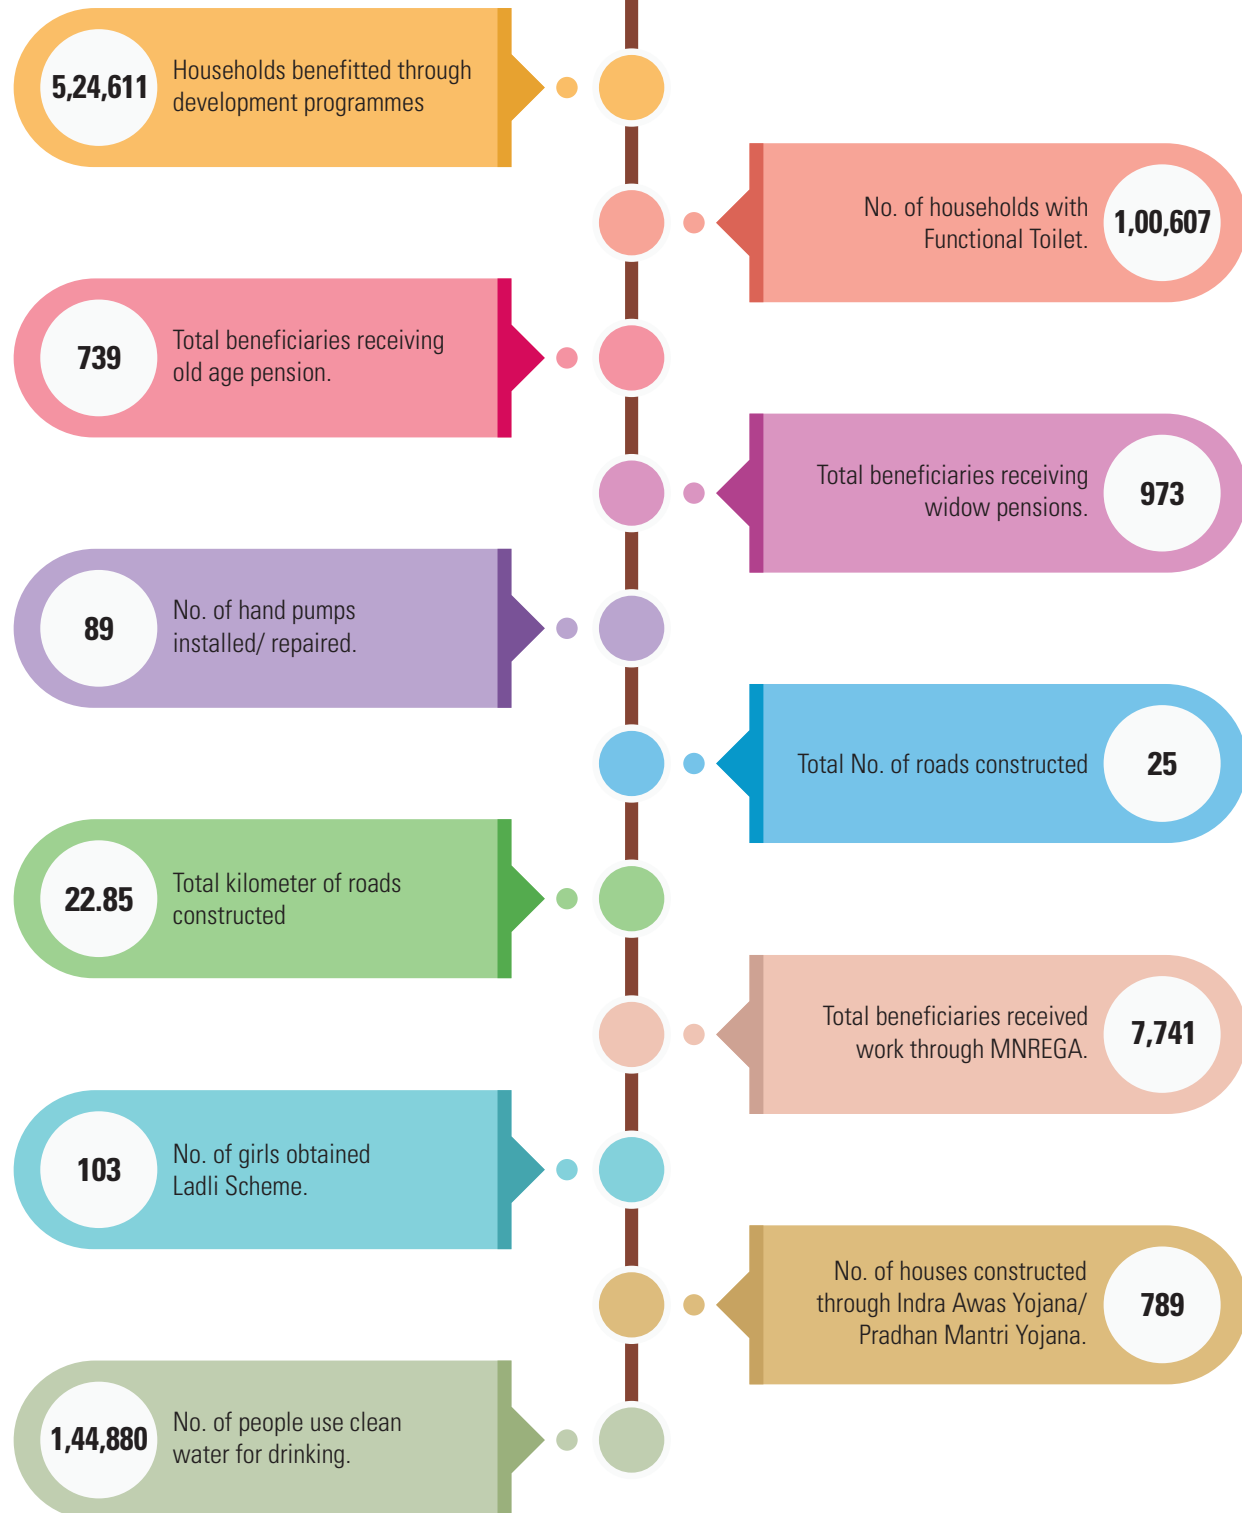 5,24,611
Households benefitted through
development programmes
No. of households with
Functional Toilet.
1,00,607
739
Total beneficiaries receiving
old age pension.
Total beneficiaries receiving
widow pensions.
973
89
No. of hand pumps
installed/ repaired.
Total No. of roads constructed
25
22.85
Total kilometer of roads
constructed
Total beneficiaries received
work through MNREGA.
7,741
103
No. of girls obtained
Ladli Scheme.
No. of houses constructed
through Indra Awas Yojana/
Pradhan Mantri Yojana.
789
1,44,880
No. of people use clean
water for drinking.